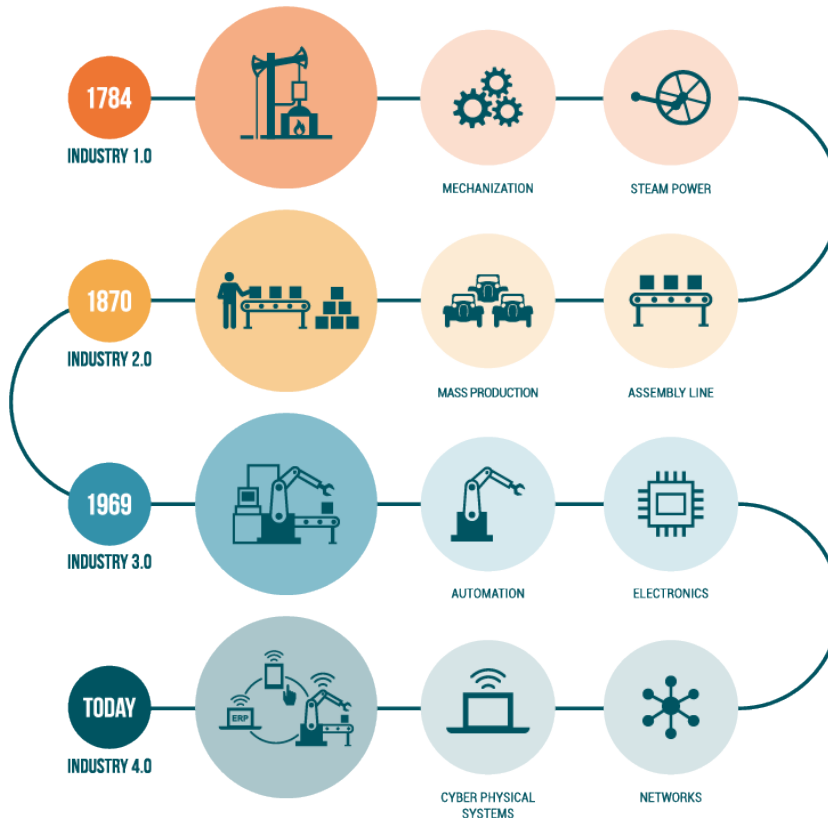 1784
INDUSTRY 1.0
MECHANIZATION
STEAM POWER
1870
INDUSTRY 2.0
MASS PRODUCTION
ASSEMBLY LINE
1969
INDUSTRY 3.0
AUTOMATION
ELECTRONICS
TODAY
INDUSTRY 4.0
ERP
CYBER PHYSICAL
SYSTEMS
NETWORKS